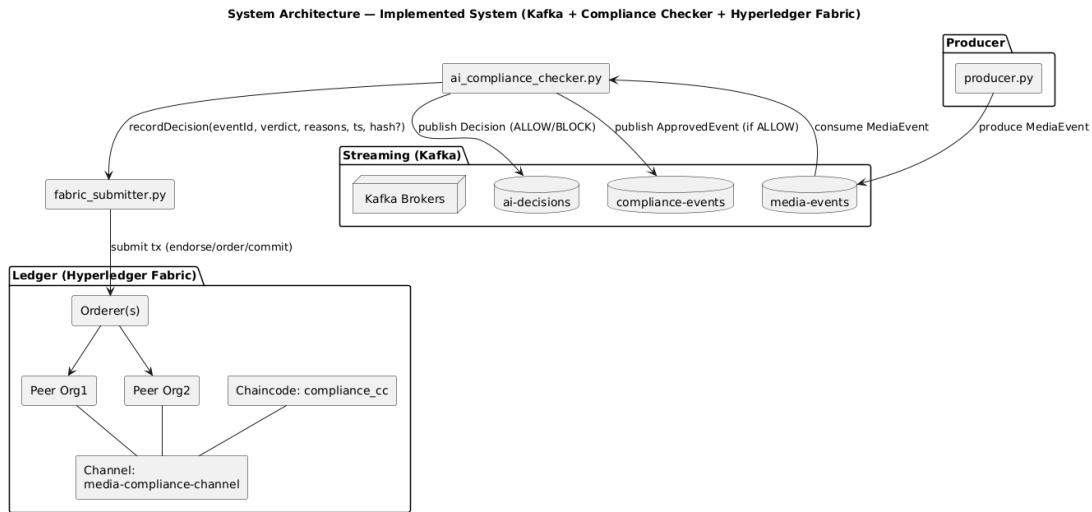 System Architecture — Implemented System (Kafka + Compliance Checker + Hyperledger Fabric)
Producer
producer.py
ai_compliance_checker.py
recordDecision(eventId, verdict, reasons, ts, hash?)
publish Decision (ALLOW/BLOCK)
publish ApprovedEvent (if ALLOW)
consume MediaEvent
produce MediaEvent
Streaming (Kafka)
Kafka Brokers
ai-decisions
compliance-events
media-events
fabric_submitter.py
submit tx (endorse/order/commit)
Ledger (Hyperledger Fabric)
Orderer(s)
Peer Org1
Peer Org2
Chaincode: compliance_cc
Channel:
media-compliance-channel